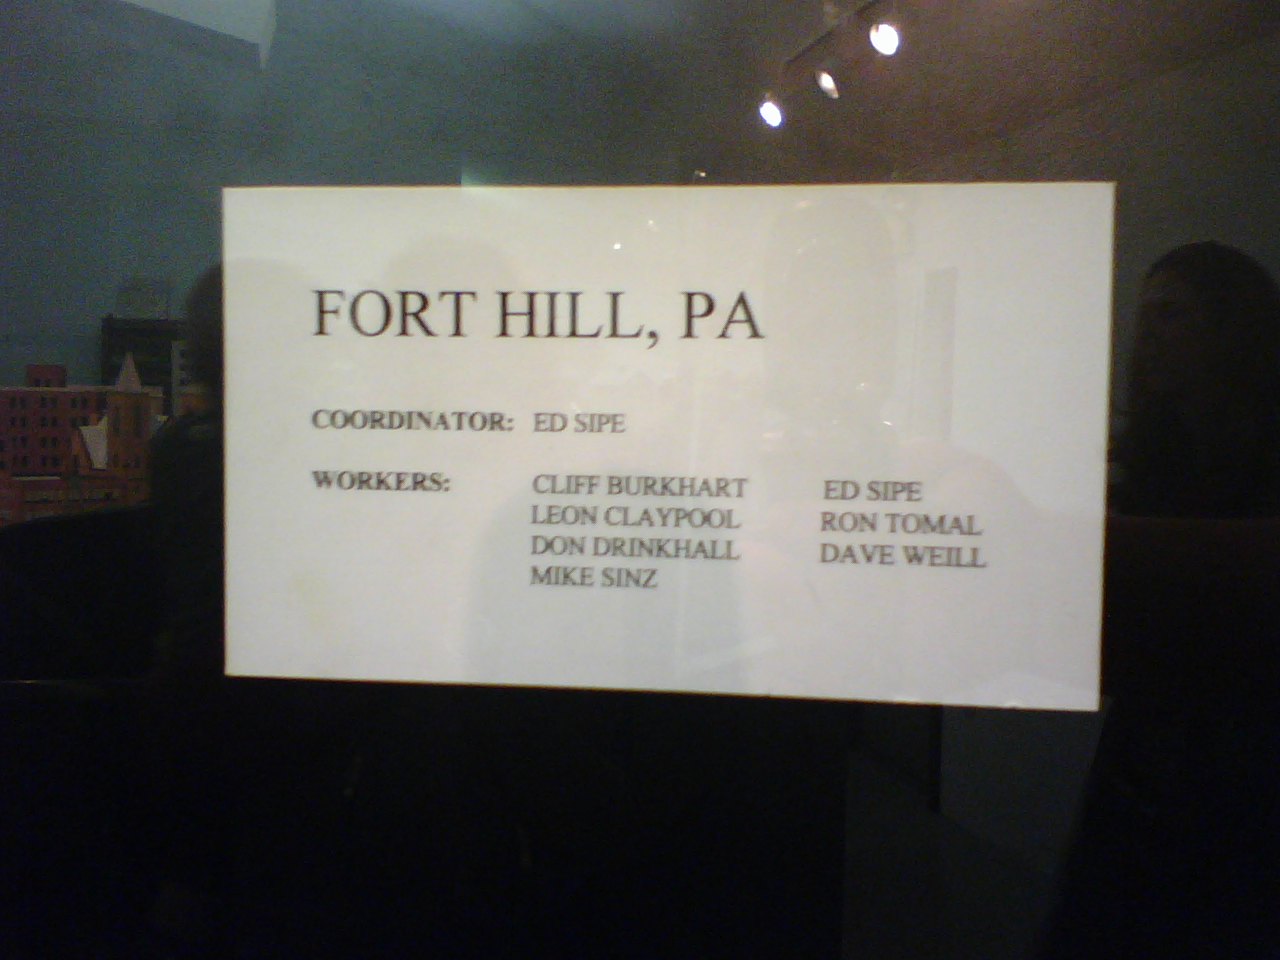 FORT HILL, PA
COORDINATOR: ED SIPE
WORKERS: CLIFF BURKHART ED SIPE
LEON CLAYPOOL RON TOMAL
DON DRINKHALL DAVE WEILL
MIKE SINZ